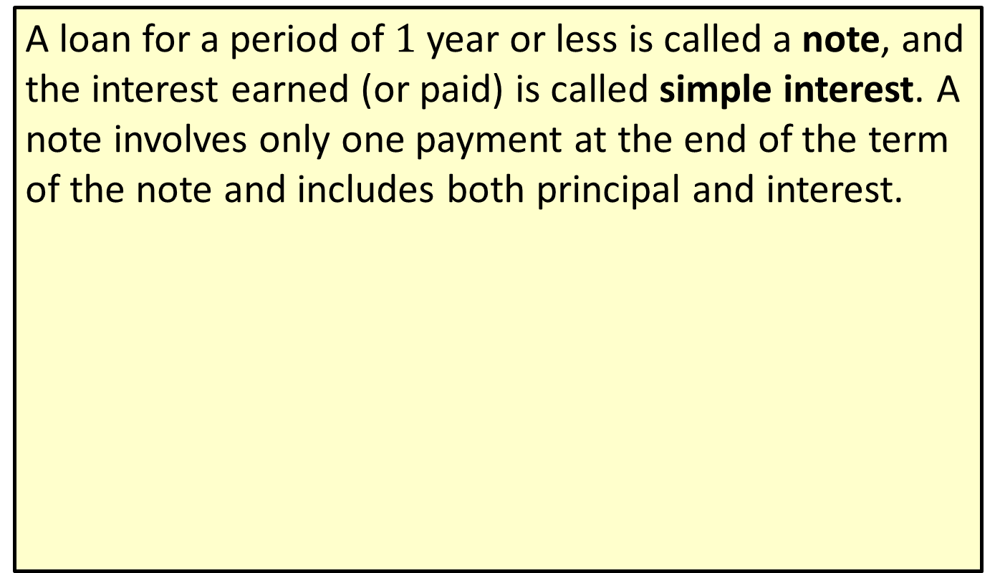 A loan for a period of 1 year or less is called a note, and
the interest earned (or paid) is called simple interest. A
note involves only one payment at the end of the term
of the note and includes both principal and interest.